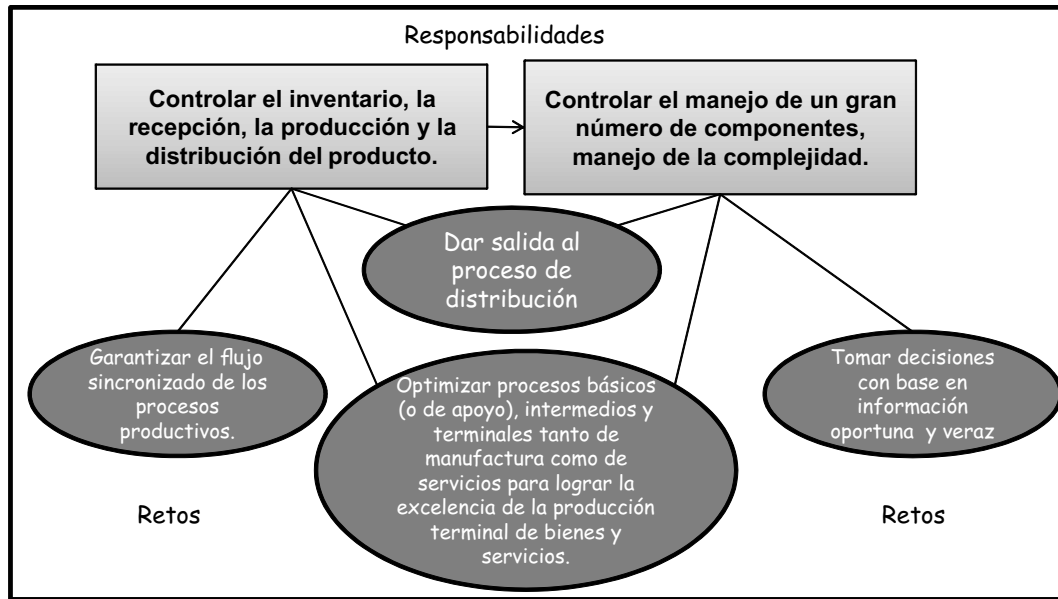 Responsabilidades
Controlar el inventario, la
recepción, la producción y la
distribución del producto.
Controlar el manejo de un gran
número de componentes,
manejo de la complejidad.
Dar salida al
proceso de
distribución
Garantizar el flujo
sincronizado de los
procesos
productivos.
Optimizar procesos básicos
(o de apoyo), intermedios y
terminales tanto de
manufactura como de
servicios para lograr la
excelencia de la producción
terminal de bienes y
servicios.
Tomar decisiones
con base en
información
oportuna y veraz
Retos
Retos